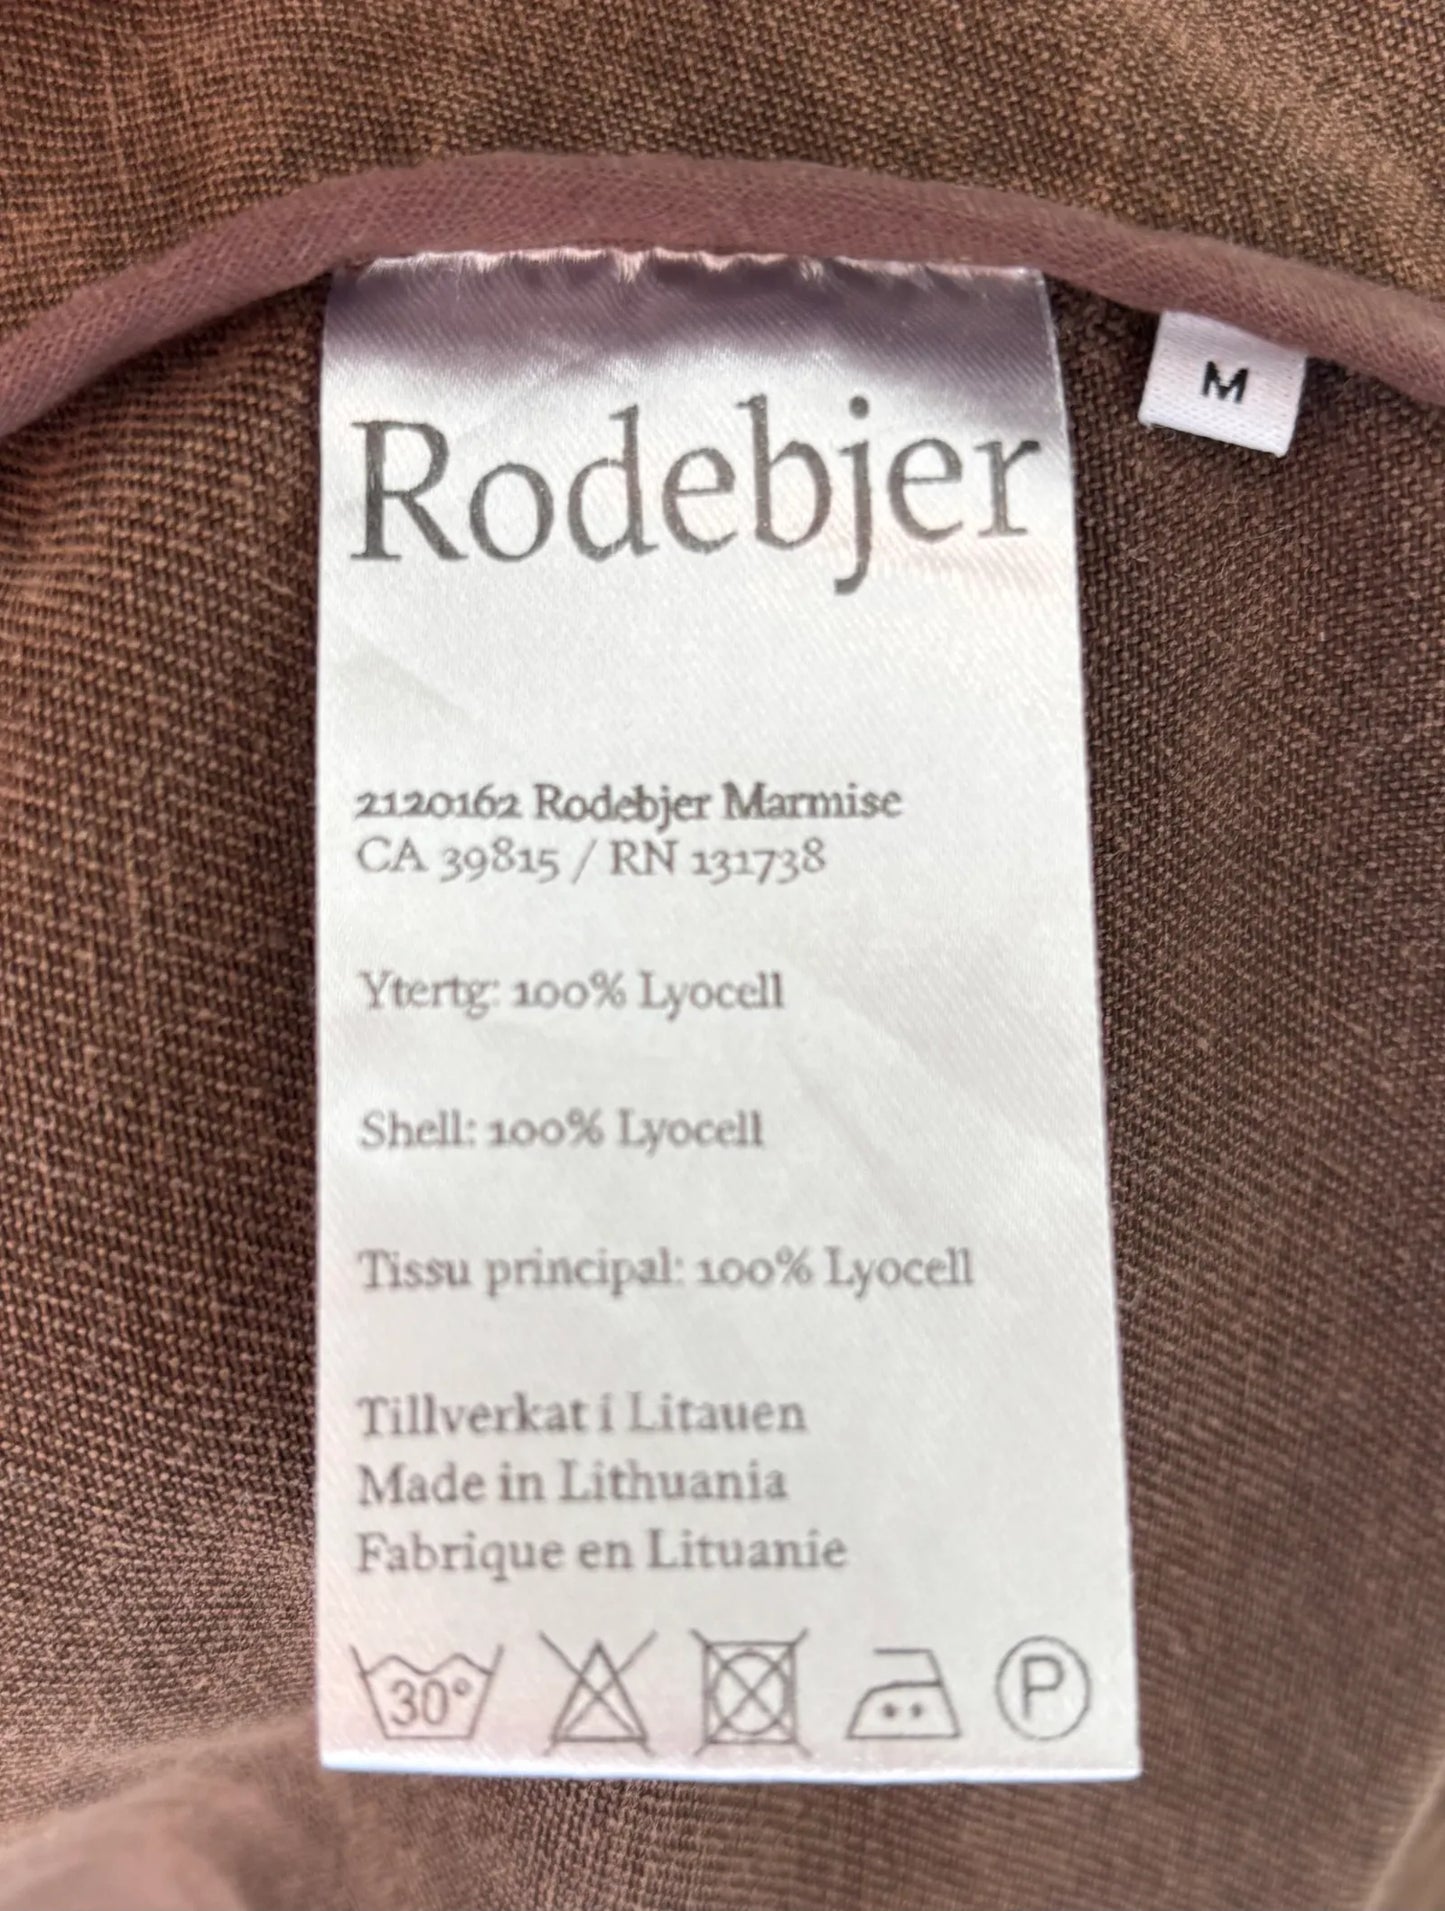 Rodebjer
M
2120162 Rodebjer Marmise
CA 39815 / RN 131738
Ytertg: 100% Lyocell
Shell: 100% Lyocell
Tissu principal: 100% Lyocell
Tillverkat i Litauen
Made in Lithuania
Fabrique en Lituanie
30°
P